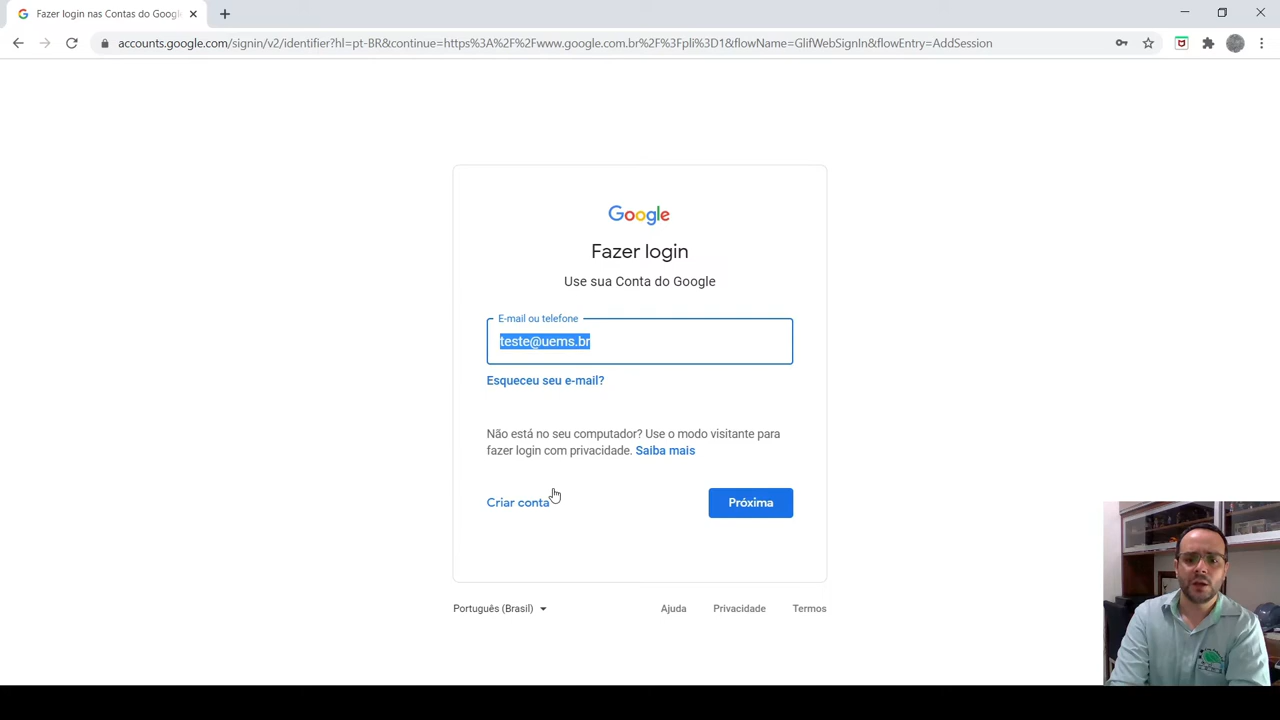 Fazer login nas Contas do Googl
accounts.google.com/signin/v2/identifier?hl=pt-BR&continue=https%3A%2F%2Fwww.google.com.br%2F%3Fpli%3D1&flowName=GlifWebSignIn&flowEntry=AddSession
Google
Fazer login
Use sua Conta do Google
E-mail ou telefone
teste@uems.br
Esqueceu seu e-mail?
Não está no seu computador? Use o modo visitante para
fazer login com privacidade. Saiba mais
Criar conta
Próxima
Português (Brasil)
Ajuda
Privacidade
Termos